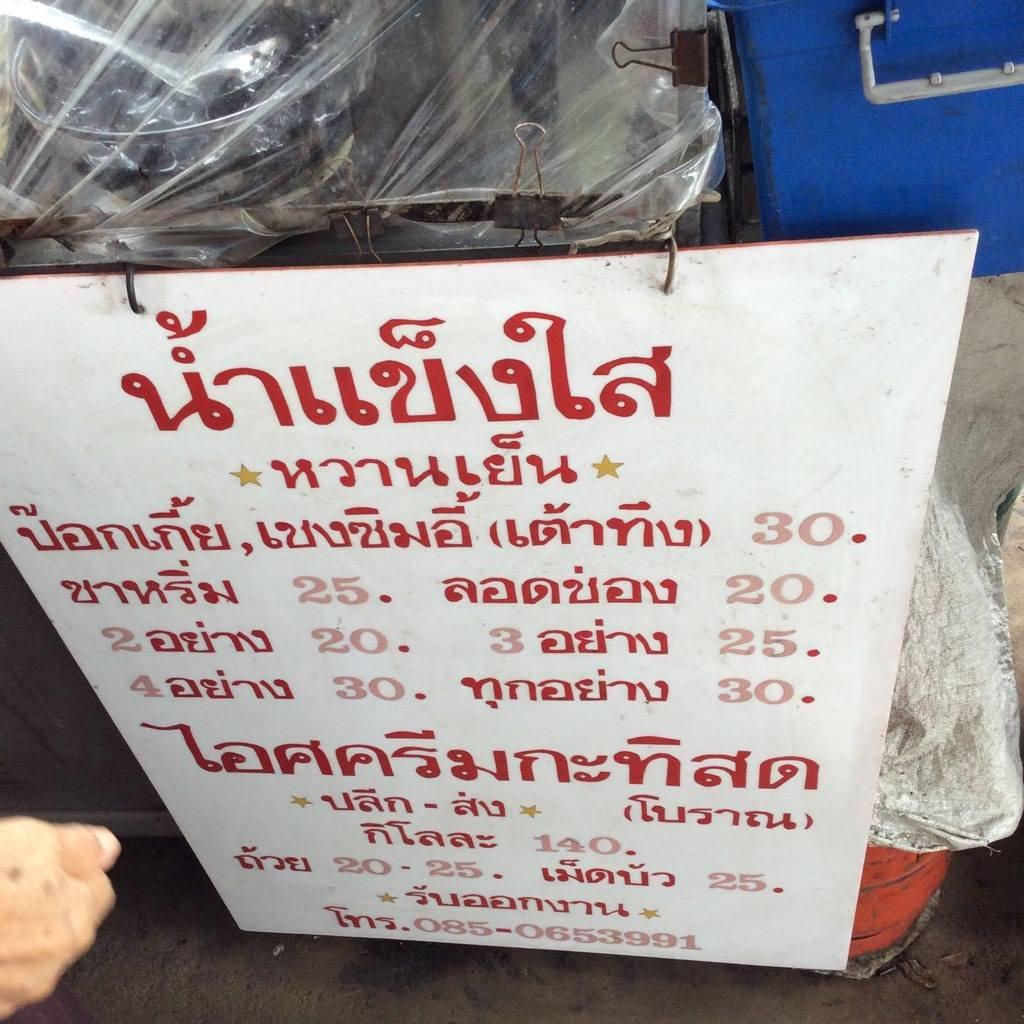 น้ำแข็งใส
หวานเย็น
ป๊อกเกี้ย, เชงซิมอี้ (เต้าทึง) 30.
ซาหริ่ม 25. ลอดช่อง 20.
2 อย่าง 20. 3 อย่าง 25.
4 อย่าง 30. ทุกอย่าง 30.
ไอศครีมกะทิสด
ปลีก - ส่ง (โบราณ)
กิโลละ 140.
ถ้วย 20 - 25. เม็ดบัว 25.
รับออกงาน
โทร.085-0653991